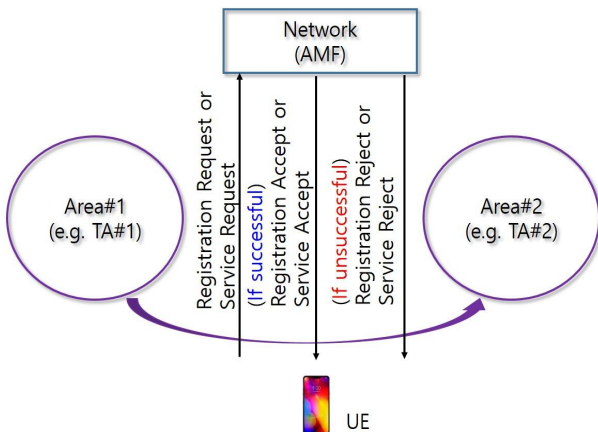 Network
(AMF)
Area#1
(e.g. TA#1)
Registration Request or
Service Request
(If successful)
Registration Accept or
Service Accept
(If unsuccessful)
Registration Reject or
Service Reject
Area#2
(e.g. TA#2)
UE